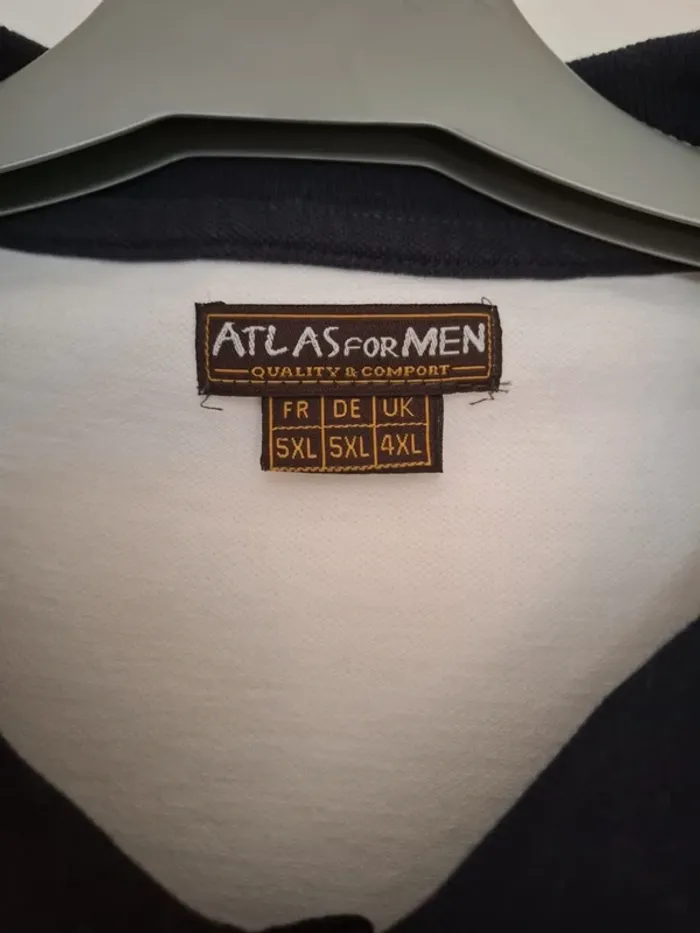 ATLAS FOR MEN
QUALITY & COMFORT
FR DE UK
5XL 5XL 4XL